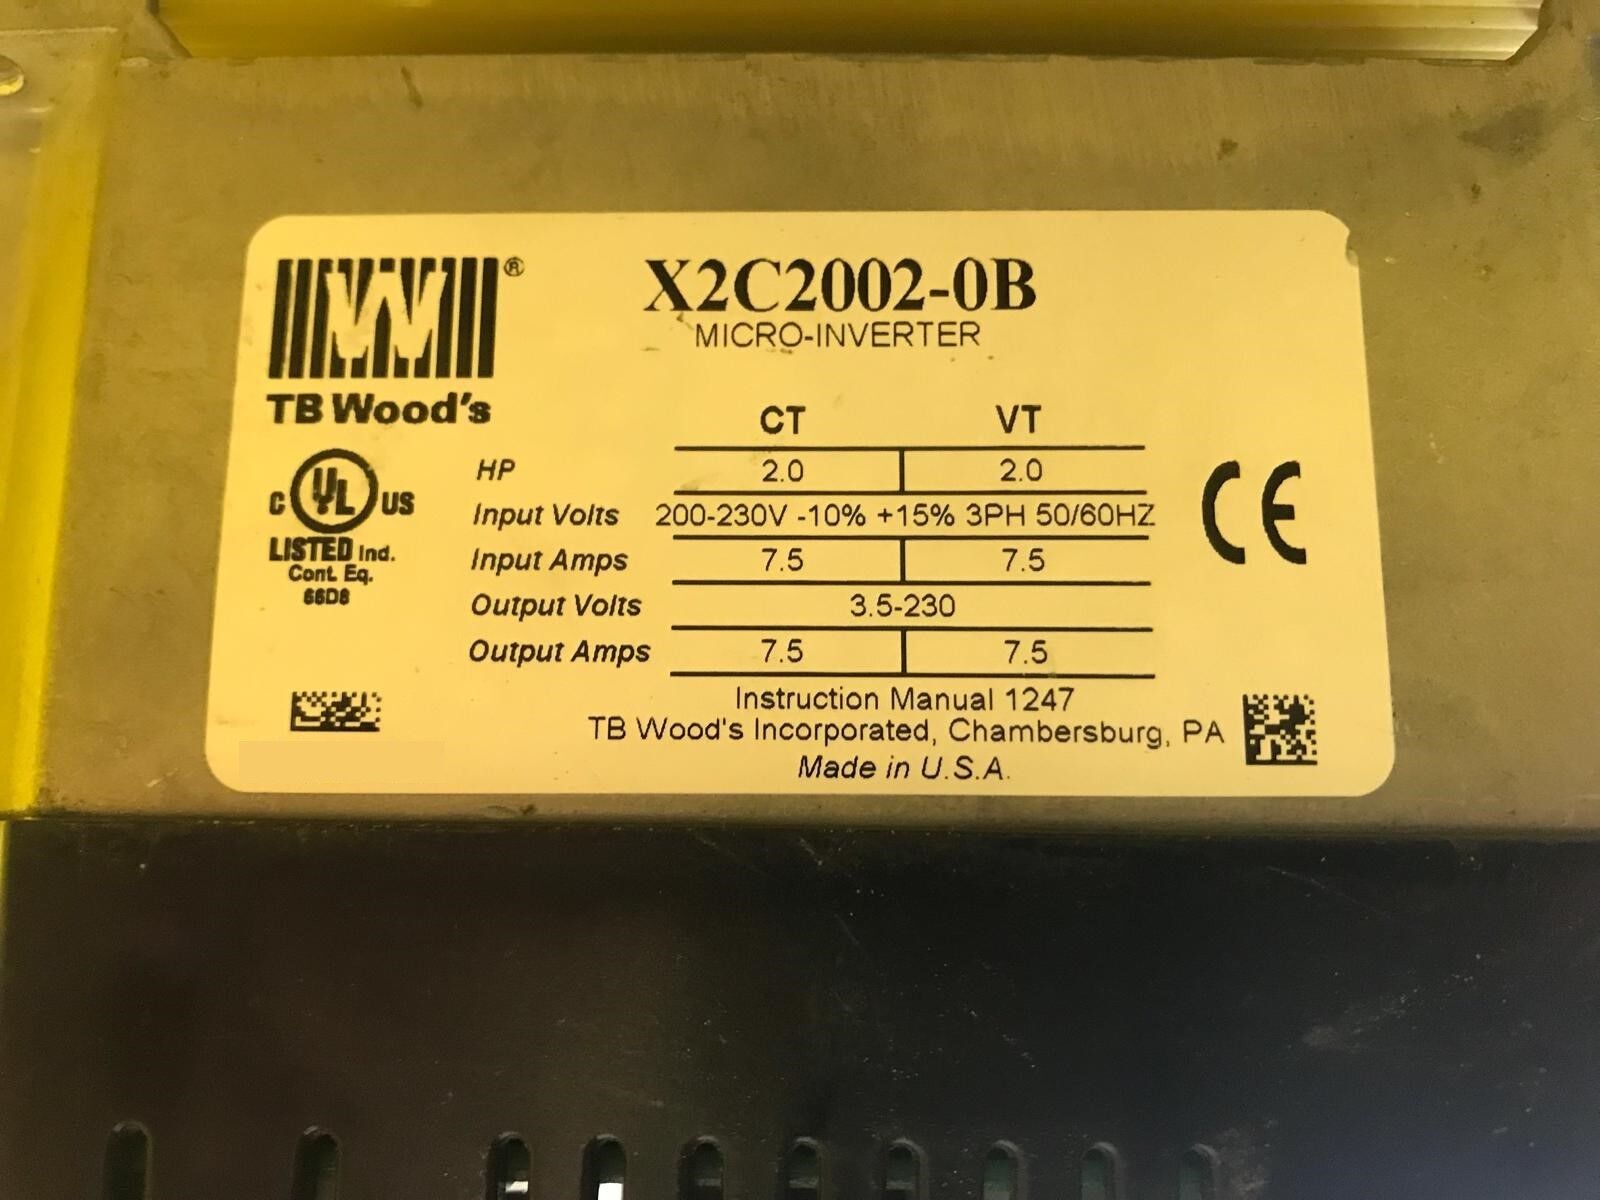 ®
X2C2002-0B
MICRO-INVERTER
TB Wood's
CT VT
HP 2.0 2.0
Input Volts 200-230V -10% +15% 3PH 50/60HZ
Input Amps 7.5 7.5
Output Volts 3.5-230
Output Amps 7.5 7.5
C UL US
LISTED Ind.
Cont. Eq.
66D8
CE
Instruction Manual 1247
TB Wood's Incorporated, Chambersburg, PA
Made in U.S.A.